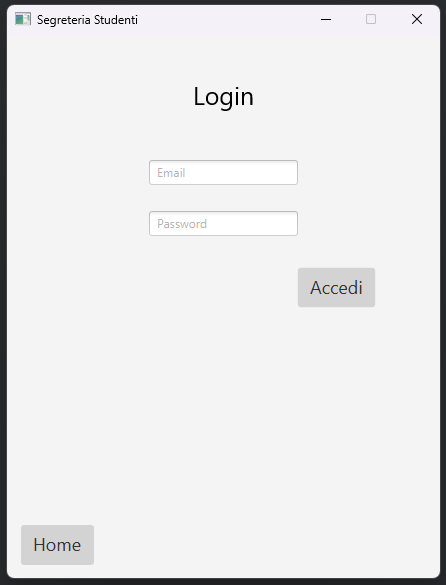 Segreteria Studenti
Login
Email
Password
Accedi
Home